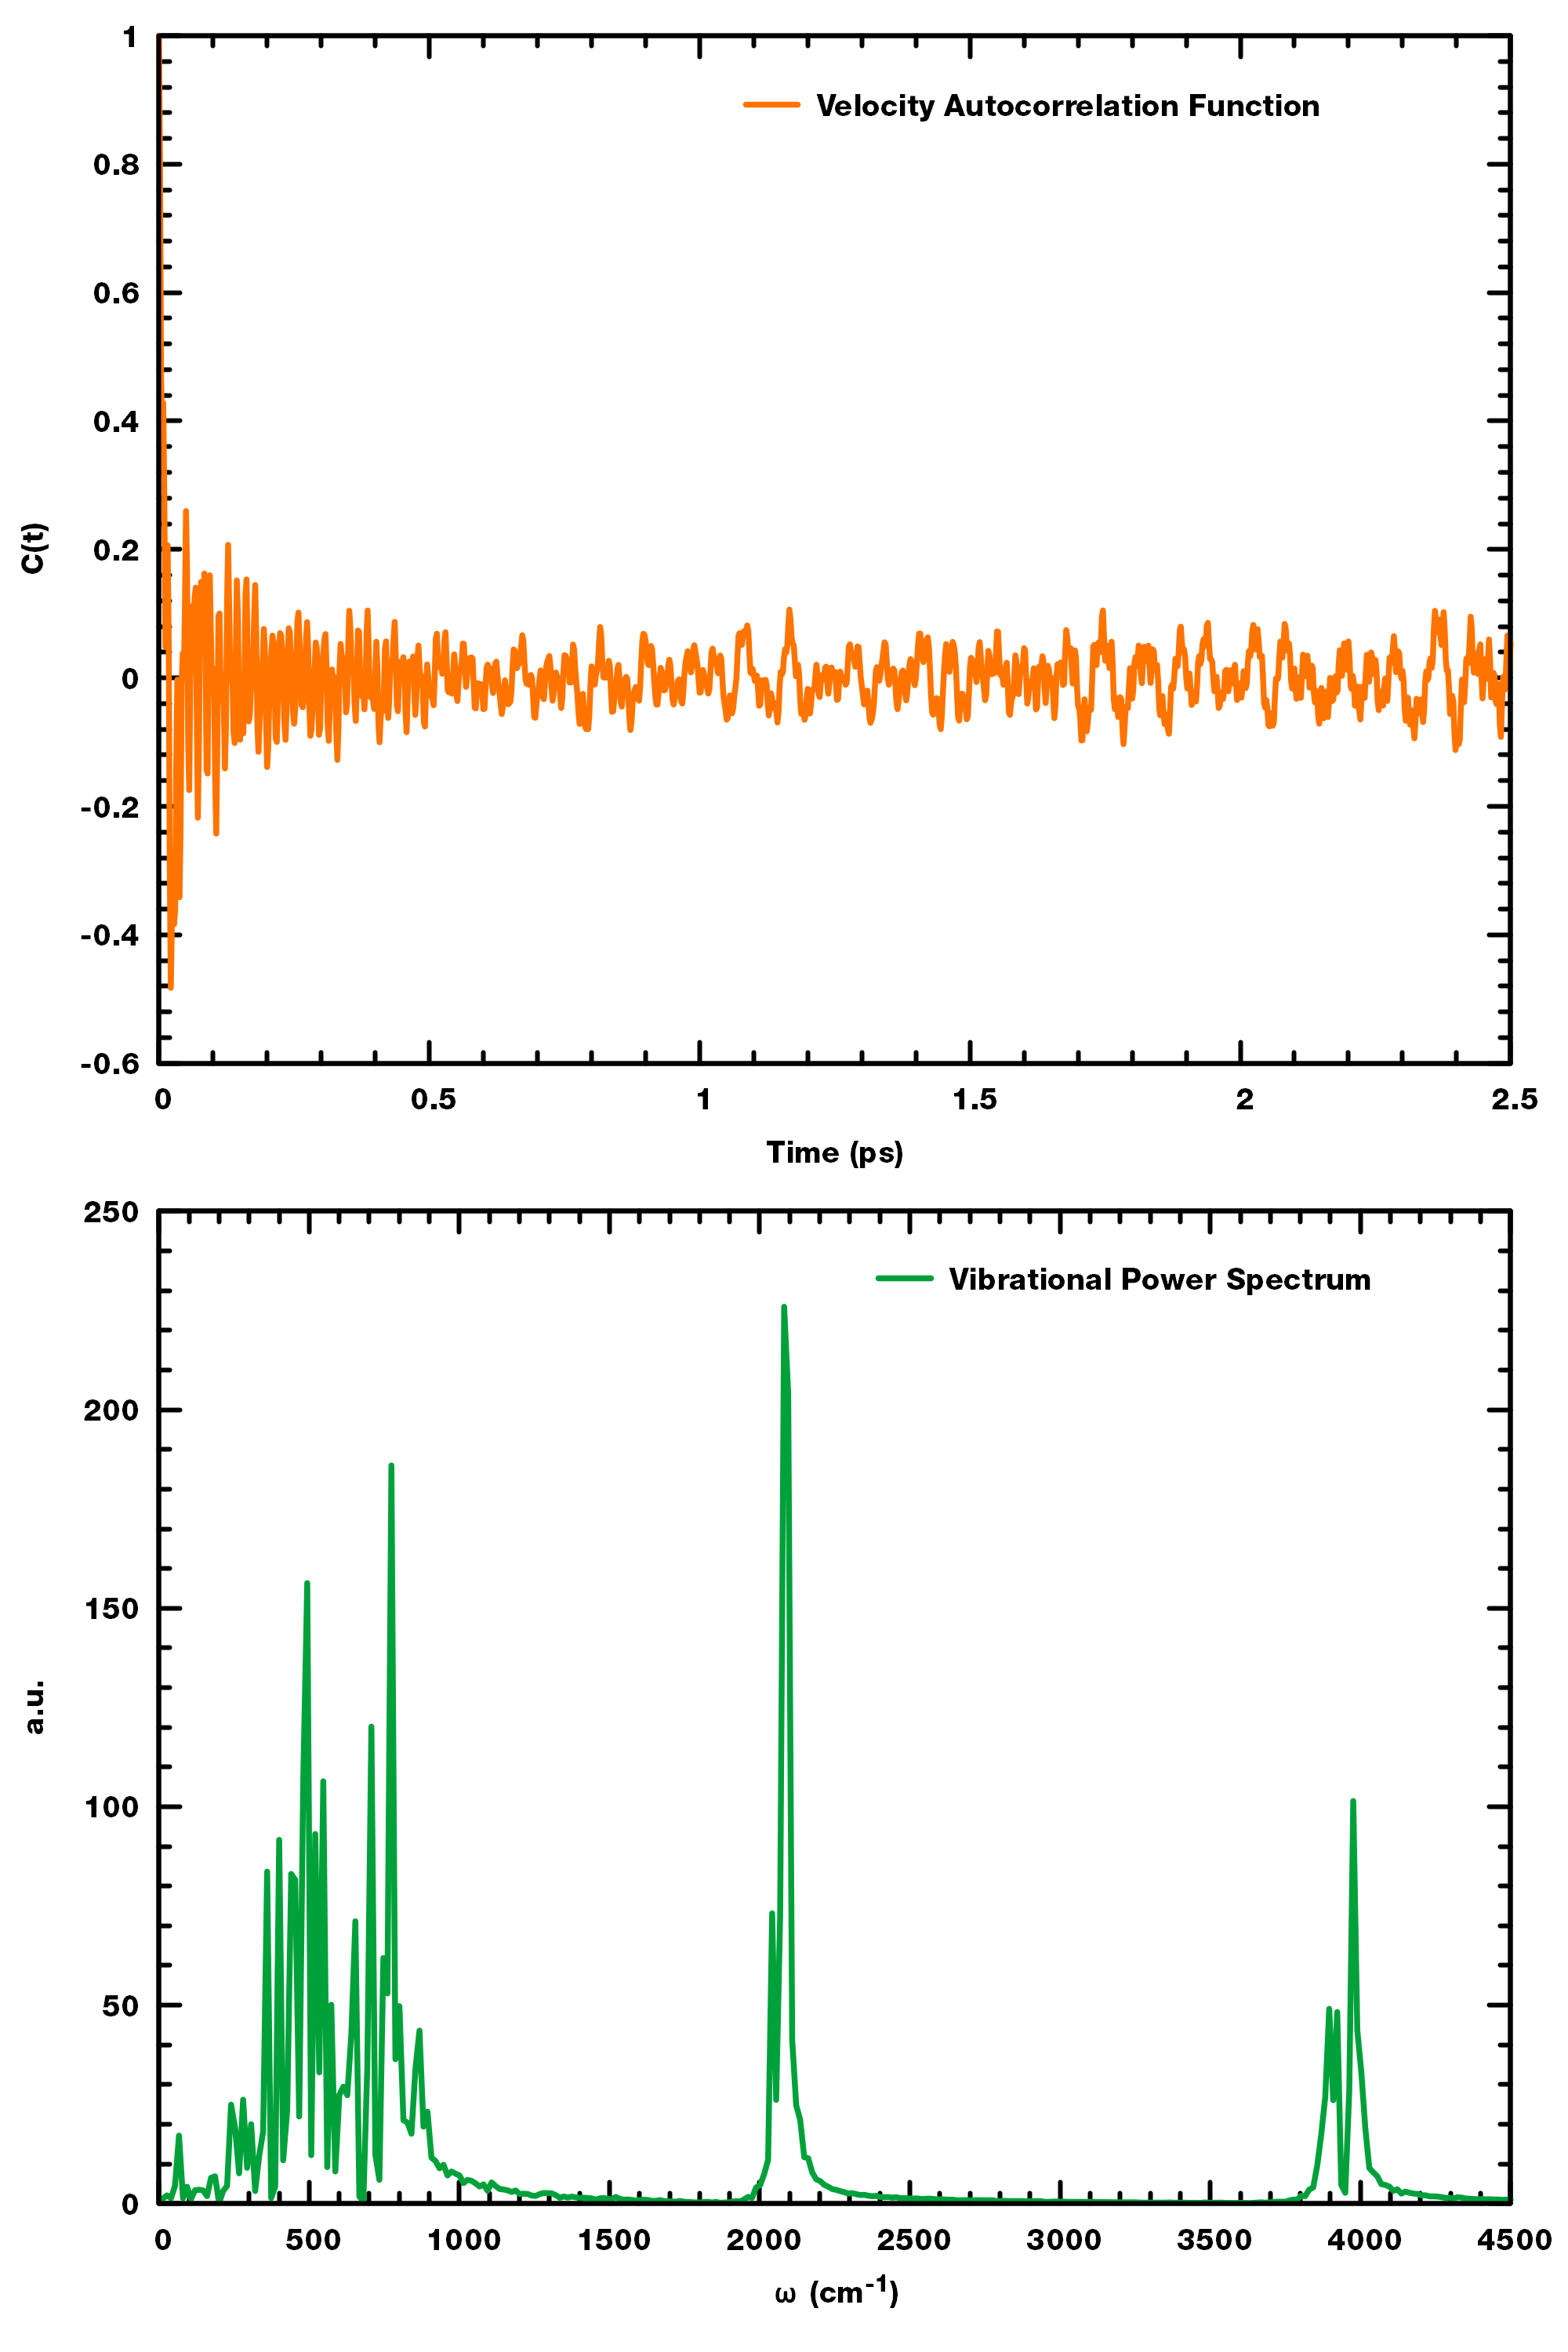 1
Velocity Autocorrelation Function
0.8
0.6
0.4
C(t)
0.2
0
-0.2
-0.4
-0.6
0 0.5 1 1.5 2 2.5
Time (ps)
250
Vibrational Power Spectrum
200
150
a.u.
100
50
0
0 500 1000 1500 2000 2500 3000 3500 4000 4500
ω (cm⁻¹)